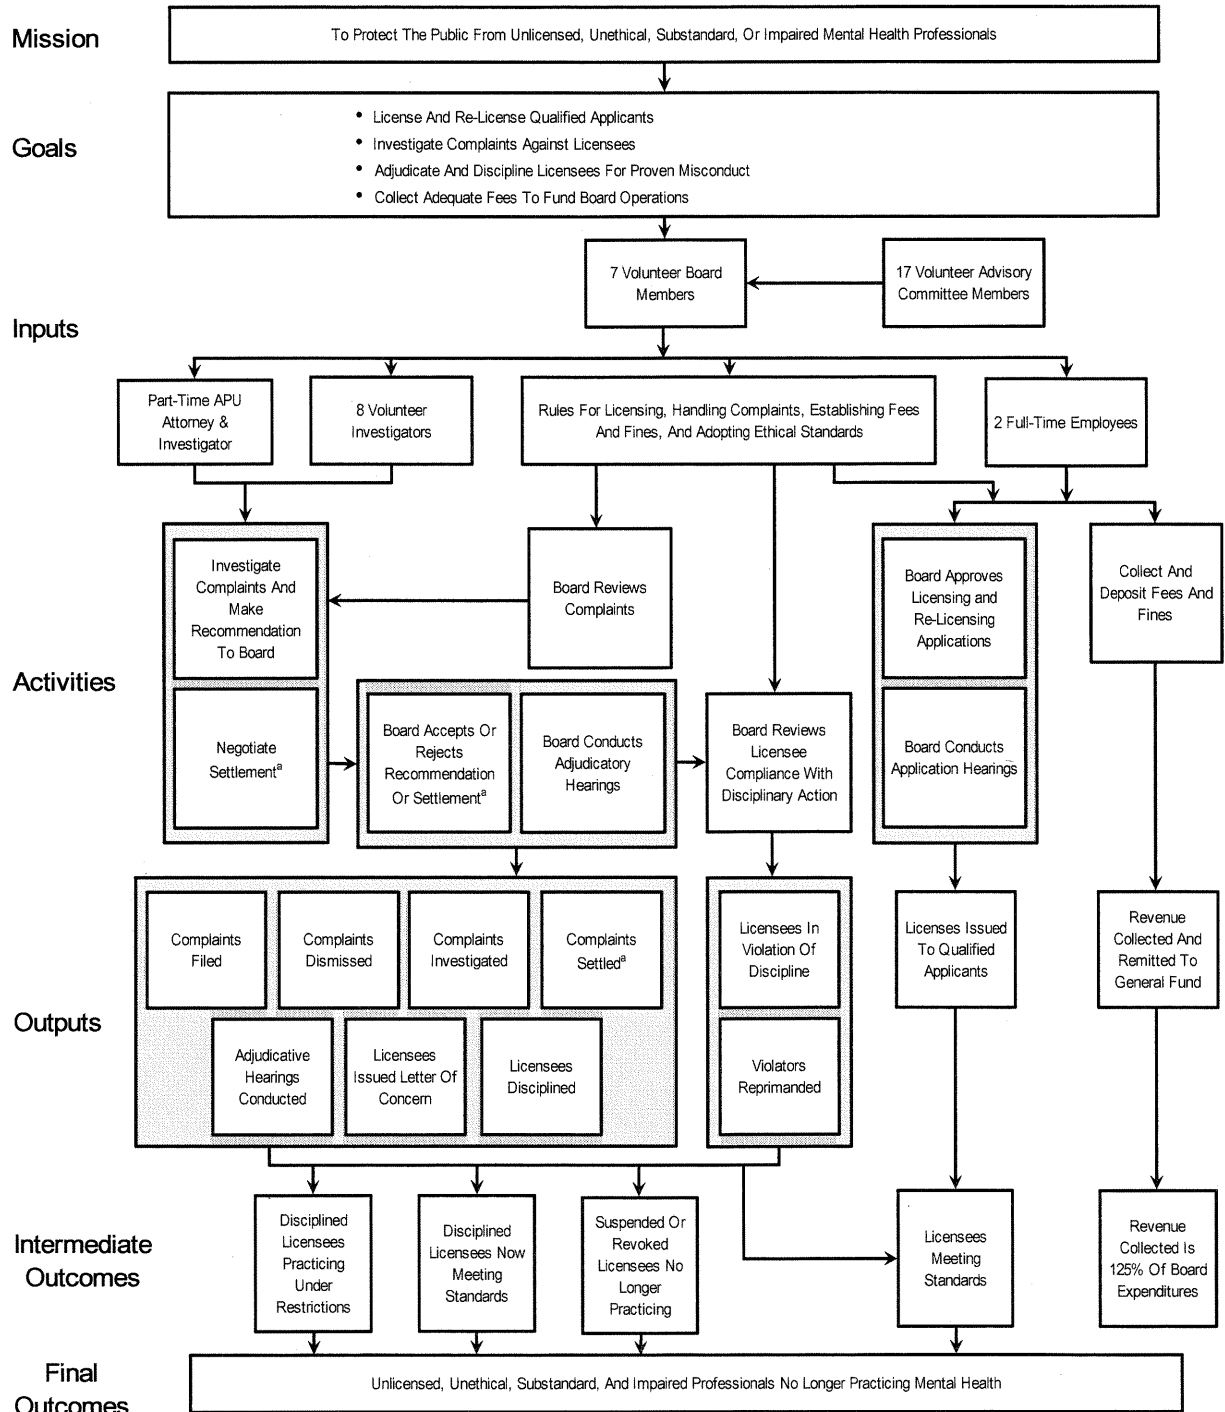 Mission
To Protect The Public From Unlicensed, Unethical, Substandard, Or Impaired Mental Health Professionals
Goals
• License And Re-License Qualified Applicants
• Investigate Complaints Against Licensees
• Adjudicate And Discipline Licensees For Proven Misconduct
• Collect Adequate Fees To Fund Board Operations
Inputs
7 Volunteer Board
Members
17 Volunteer Advisory
Committee Members
Part-Time APU
Attorney &
Investigator
8 Volunteer
Investigators
Rules For Licensing, Handling Complaints, Establishing Fees
And Fines, And Adopting Ethical Standards
2 Full-Time Employees
Activities
Investigate
Complaints And
Make
Recommendation
To Board
Board Reviews
Complaints
Board Approves
Licensing and
Re-Licensing
Applications
Collect And
Deposit Fees And
Fines
Negotiate
Settlementª
Board Accepts Or
Rejects
Recommendation
Or Settlementª
Board Conducts
Adjudicatory
Hearings
Board Reviews
Licensee
Compliance With
Disciplinary Action
Board Conducts
Application Hearings
Outputs
Complaints
Filed
Complaints
Dismissed
Complaints
Investigated
Complaints
Settledª
Licensees In
Violation Of
Discipline
Licenses Issued
To Qualified
Applicants
Revenue
Collected And
Remitted To
General Fund
Adjudicative
Hearings
Conducted
Licensees
Issued Letter Of
Concern
Licensees
Disciplined
Violators
Reprimanded
Intermediate
Outcomes
Disciplined
Licensees
Practicing
Under
Restrictions
Disciplined
Licensees Now
Meeting
Standards
Suspended Or
Revoked
Licensees No
Longer
Practicing
Licensees
Meeting
Standards
Revenue
Collected Is
125% Of Board
Expenditures
Final
Outcomes
Unlicensed, Unethical, Substandard, And Impaired Professionals No Longer Practicing Mental Health